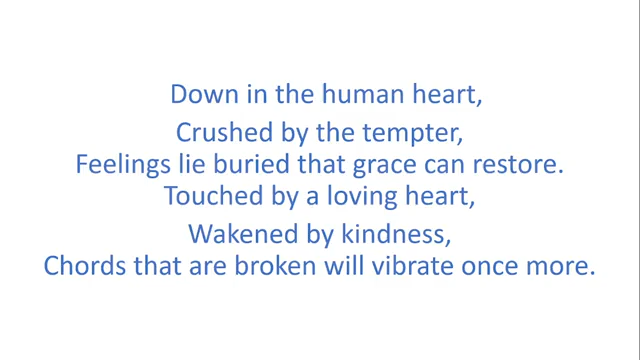 Down in the human heart,
Crushed by the tempter,
Feelings lie buried that grace can restore.
Touched by a loving heart,
Wakened by kindness,
Chords that are broken will vibrate once more.